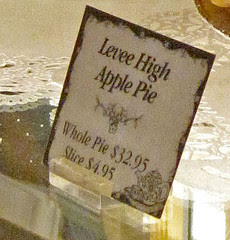 Levee High
Apple Pie
Whole Pie $32.95
Slice $4.95